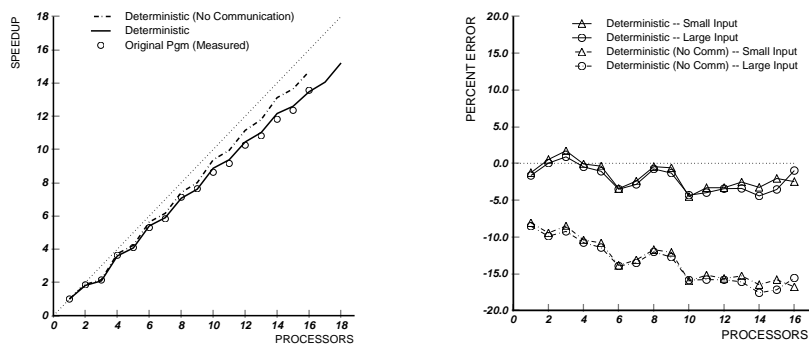 Deterministic (No Communication)
Deterministic
Original Pgm (Measured)
SPEEDUP
18
16
14
12
10
8
6
4
2
0
0 2 4 6 8 10 12 14 16 18
PROCESSORS
Deterministic -- Small Input
Deterministic -- Large Input
Deterministic (No Comm) -- Small Input
Deterministic (No Comm) -- Large Input
PERCENT ERROR
20.0
15.0
10.0
5.0
0.0
-5.0
-10.0
-15.0
-20.0
0 2 4 6 8 10 12 14 16
PROCESSORS